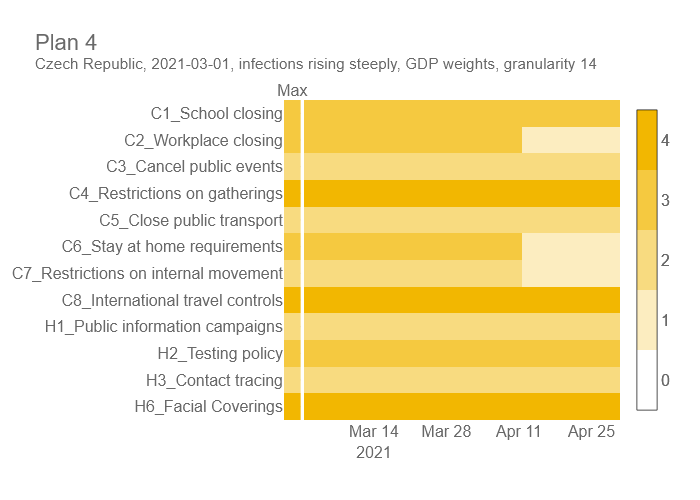 Plan 4
Czech Republic, 2021-03-01, infections rising steeply, GDP weights, granularity 14
Max
C1_School closing
C2_Workplace closing
C3_Cancel public events
C4_Restrictions on gatherings
C5_Close public transport
C6_Stay at home requirements
C7_Restrictions on internal movement
C8_International travel controls
H1_Public information campaigns
H2_Testing policy
H3_Contact tracing
H6_Facial Coverings
Mar 14 Mar 28 Apr 11 Apr 25
2021
4
3
2
1
0